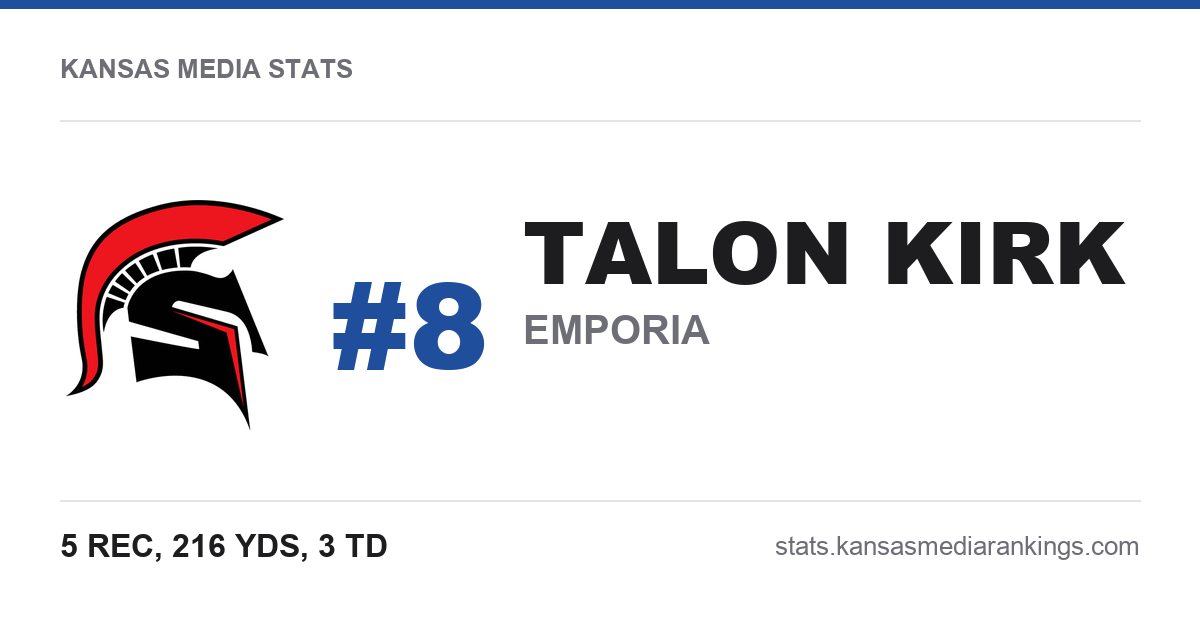 KANSAS MEDIA STATS
#8
TALON KIRK
EMPORIA
5 REC, 216 YDS, 3 TD
stats.kansasmediarankings.com